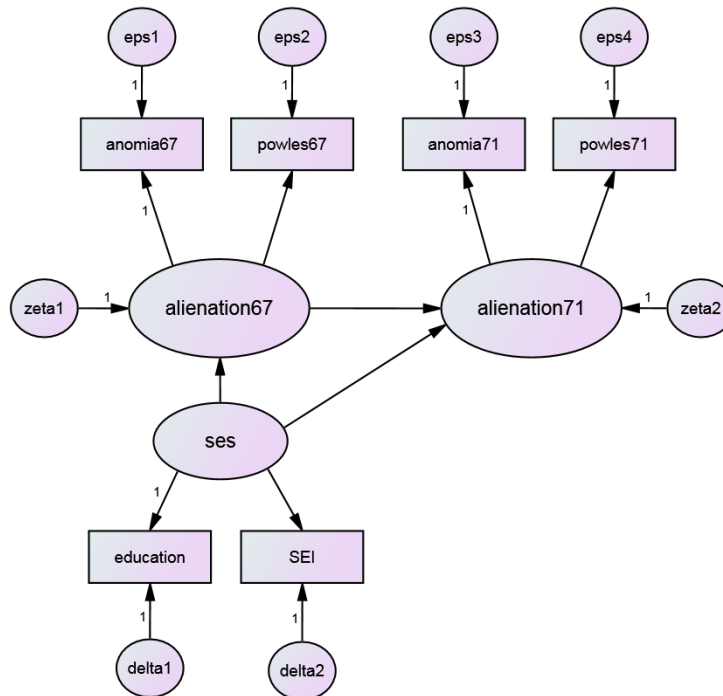 eps1
eps2
eps3
eps4
1
1
1
1
anomia67
powles67
anomia71
powles71
1
1
zeta1
1
alienation67
alienation71
1
zeta2
ses
1
education
SEI
1
1
delta1
delta2